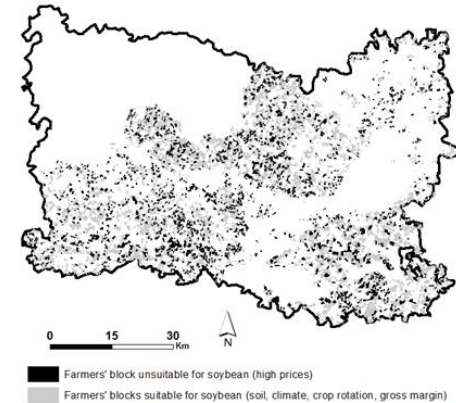 0 15 30
Km
N
Farmers' block unsuitable for soybean (high prices)
Farmers' blocks suitable for soybean (soil, climate, crop rotation, gross margin)